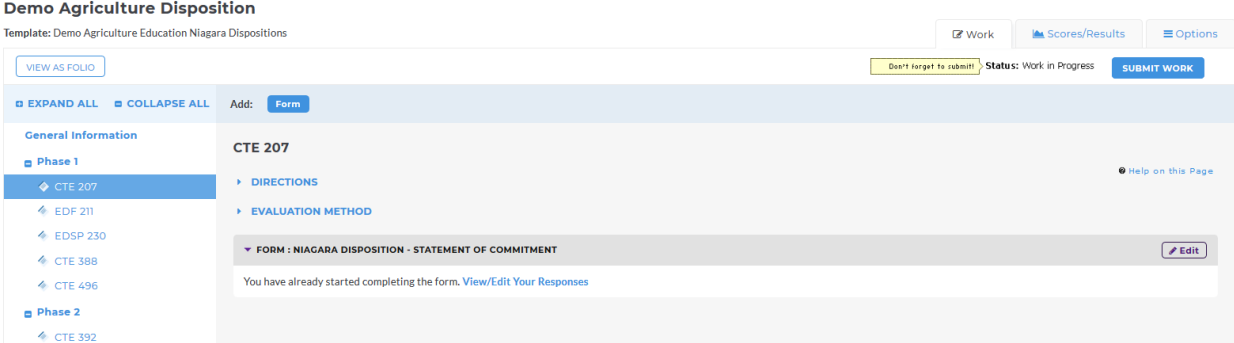 Demo Agriculture Disposition
Template: Demo Agriculture Education Niagara Dispositions
Work
Scores/Results
Options
VIEW AS FOLIO
Don't forget to submit!
Status: Work in Progress
SUBMIT WORK
EXPAND ALL
COLLAPSE ALL
Add:
Form
General Information
Phase 1
CTE 207
EDF 211
EDSP 230
CTE 388
CTE 496
Phase 2
CTE 392
CTE 207
Help on this Page
DIRECTIONS
EVALUATION METHOD
FORM : NIAGARA DISPOSITION - STATEMENT OF COMMITMENT
Edit
You have already started completing the form. View/Edit Your Responses